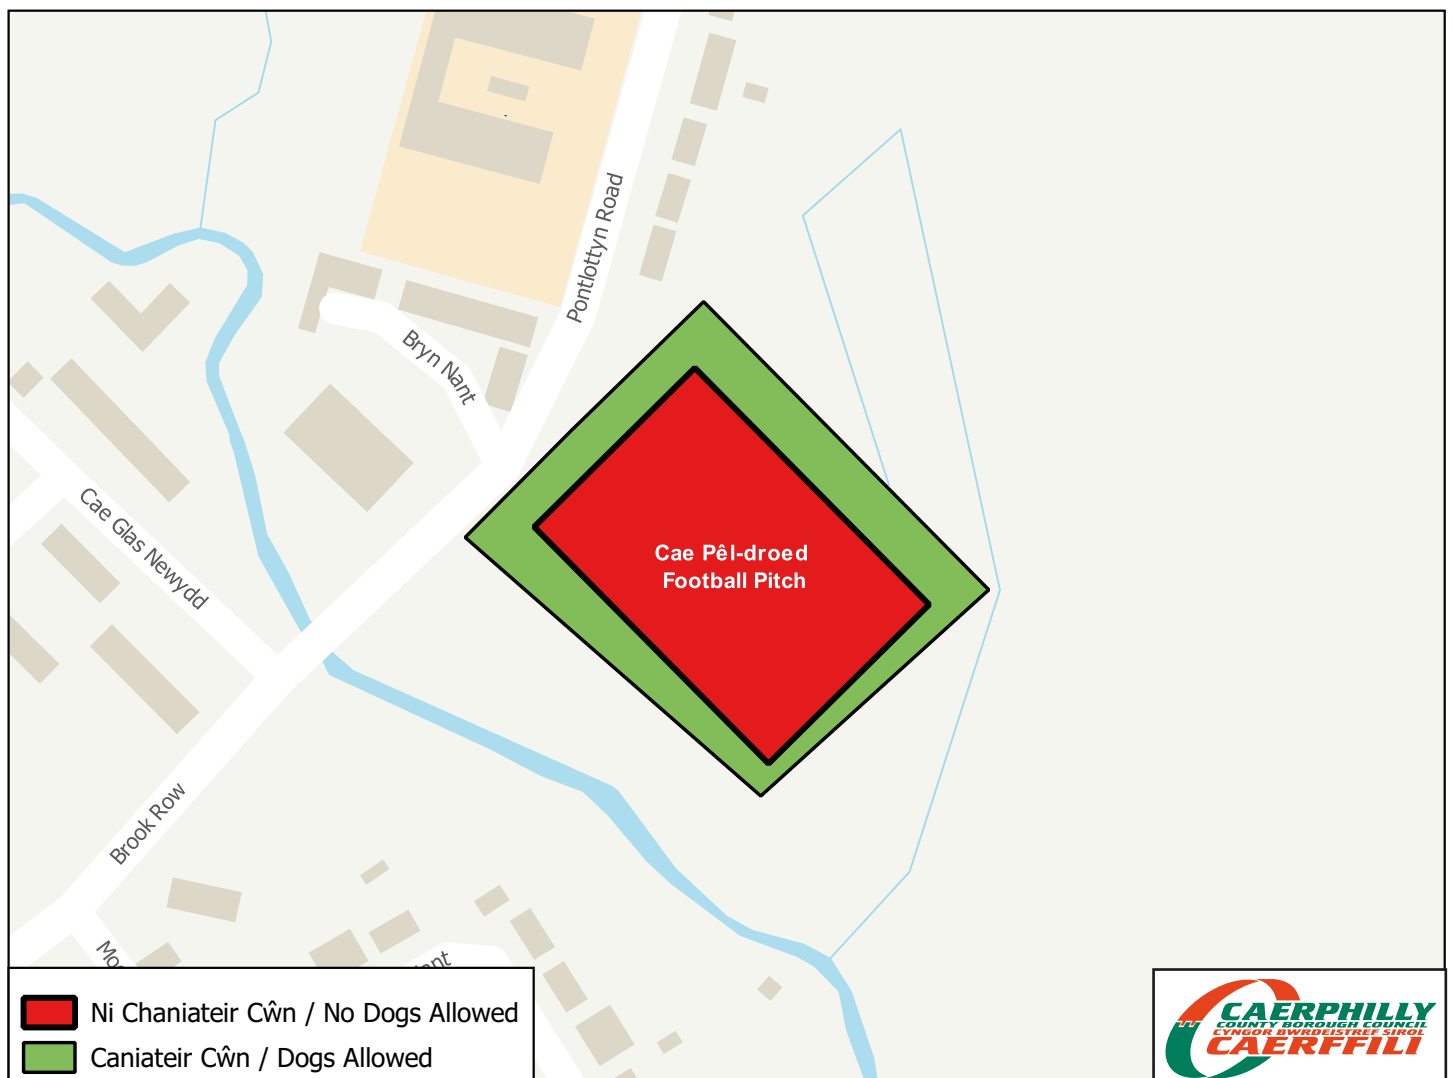 Pontlottyn Road
Bryn Nant
Cae Glas Newydd
Cae Pêl-droed
Football Pitch
Brook Row
Ni Chaniateir Cŵn / No Dogs Allowed
Caniateir Cŵn / Dogs Allowed
CAERPHILLY
COUNTY BOROUGH COUNCIL
CYNGOR BWRDEISTREF SIROL
CAERFFILI